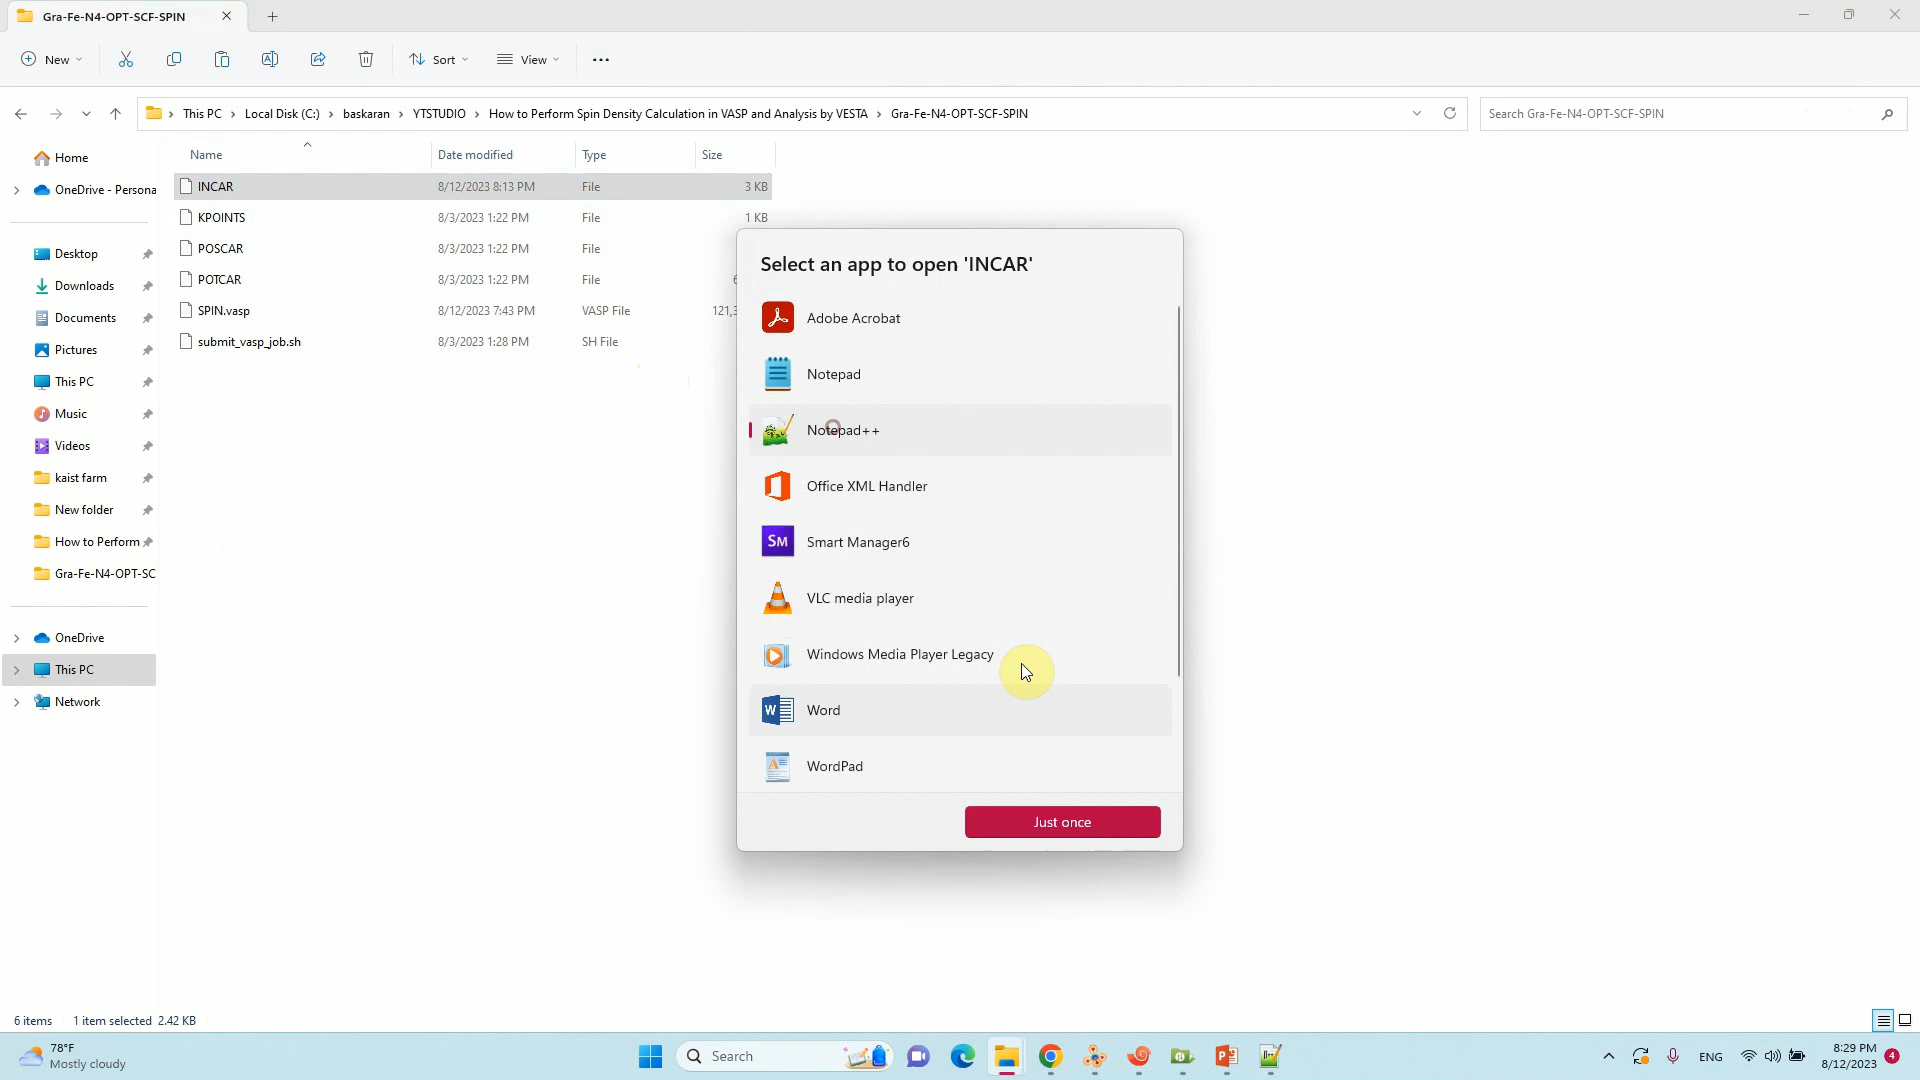 Gra-Fe-N4-OPT-SCF-SPIN
New
Sort
View
This PC
Local Disk (C:)
baskaran
YTSTUDIO
How to Perform Spin Density Calculation in VASP and Analysis by VESTA
Gra-Fe-N4-OPT-SCF-SPIN
Search Gra-Fe-N4-OPT-SCF-SPIN
Home
OneDrive - Persona
Desktop
Downloads
Documents
Pictures
This PC
Music
Videos
kaist farm
New folder
How to Perform
Gra-Fe-N4-OPT-SC
OneDrive
This PC
Network
Name Date modified Type Size
INCAR 8/12/2023 8:13 PM File 3 KB
KPOINTS 8/3/2023 1:22 PM File 1 KB
POSCAR 8/3/2023 1:22 PM File
POTCAR 8/3/2023 1:22 PM File
SPIN.vasp 8/12/2023 7:43 PM VASP File 121,3
submit_vasp_job.sh 8/3/2023 1:28 PM SH File
Select an app to open 'INCAR'
Adobe Acrobat
Notepad
Notepad++
Office XML Handler
SM Smart Manager6
VLC media player
Windows Media Player Legacy
Word
WordPad
Just once
6 items 1 item selected 2.42 KB
78°F
Mostly cloudy
Search
ENG
8:29 PM
8/12/2023
4